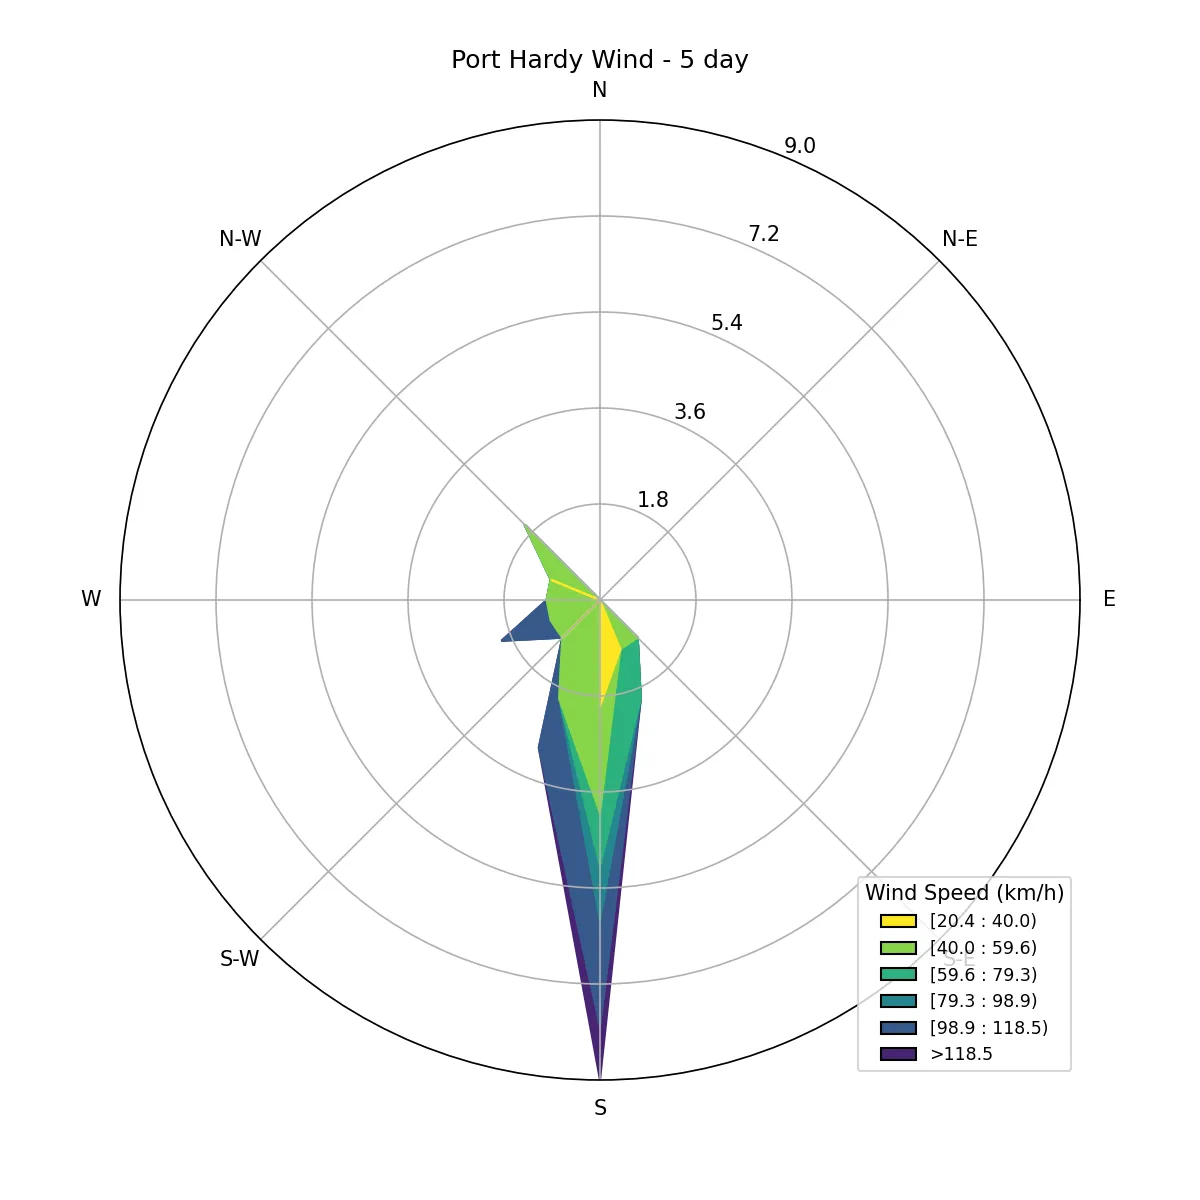 Port Hardy Wind - 5 day
N
9.0
N-W
N-E
7.2
5.4
3.6
1.8
W
E
S-W
S-E
Wind Speed (km/h)
[20.4 : 40.0)
[40.0 : 59.6)
[59.6 : 79.3)
[79.3 : 98.9)
[98.9 : 118.5)
>118.5
S